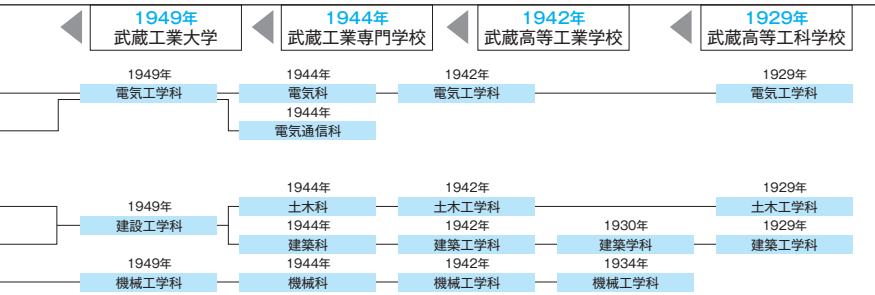 1949年
武蔵工業大学
1944年
武蔵工業専門学校
1942年
武蔵高等工業学校
1929年
武蔵高等工科学校
1949年
電気工学科
1944年
電気科
1942年
電気工学科
1929年
電気工学科
1944年
電気通信科
1949年
建設工学科
1944年
土木科
1942年
土木工学科
1929年
土木工学科
1944年
建築科
1942年
建築工学科
1930年
建築学科
1929年
建築工学科
1949年
機械工学科
1944年
機械科
1942年
機械工学科
1934年
機械工学科